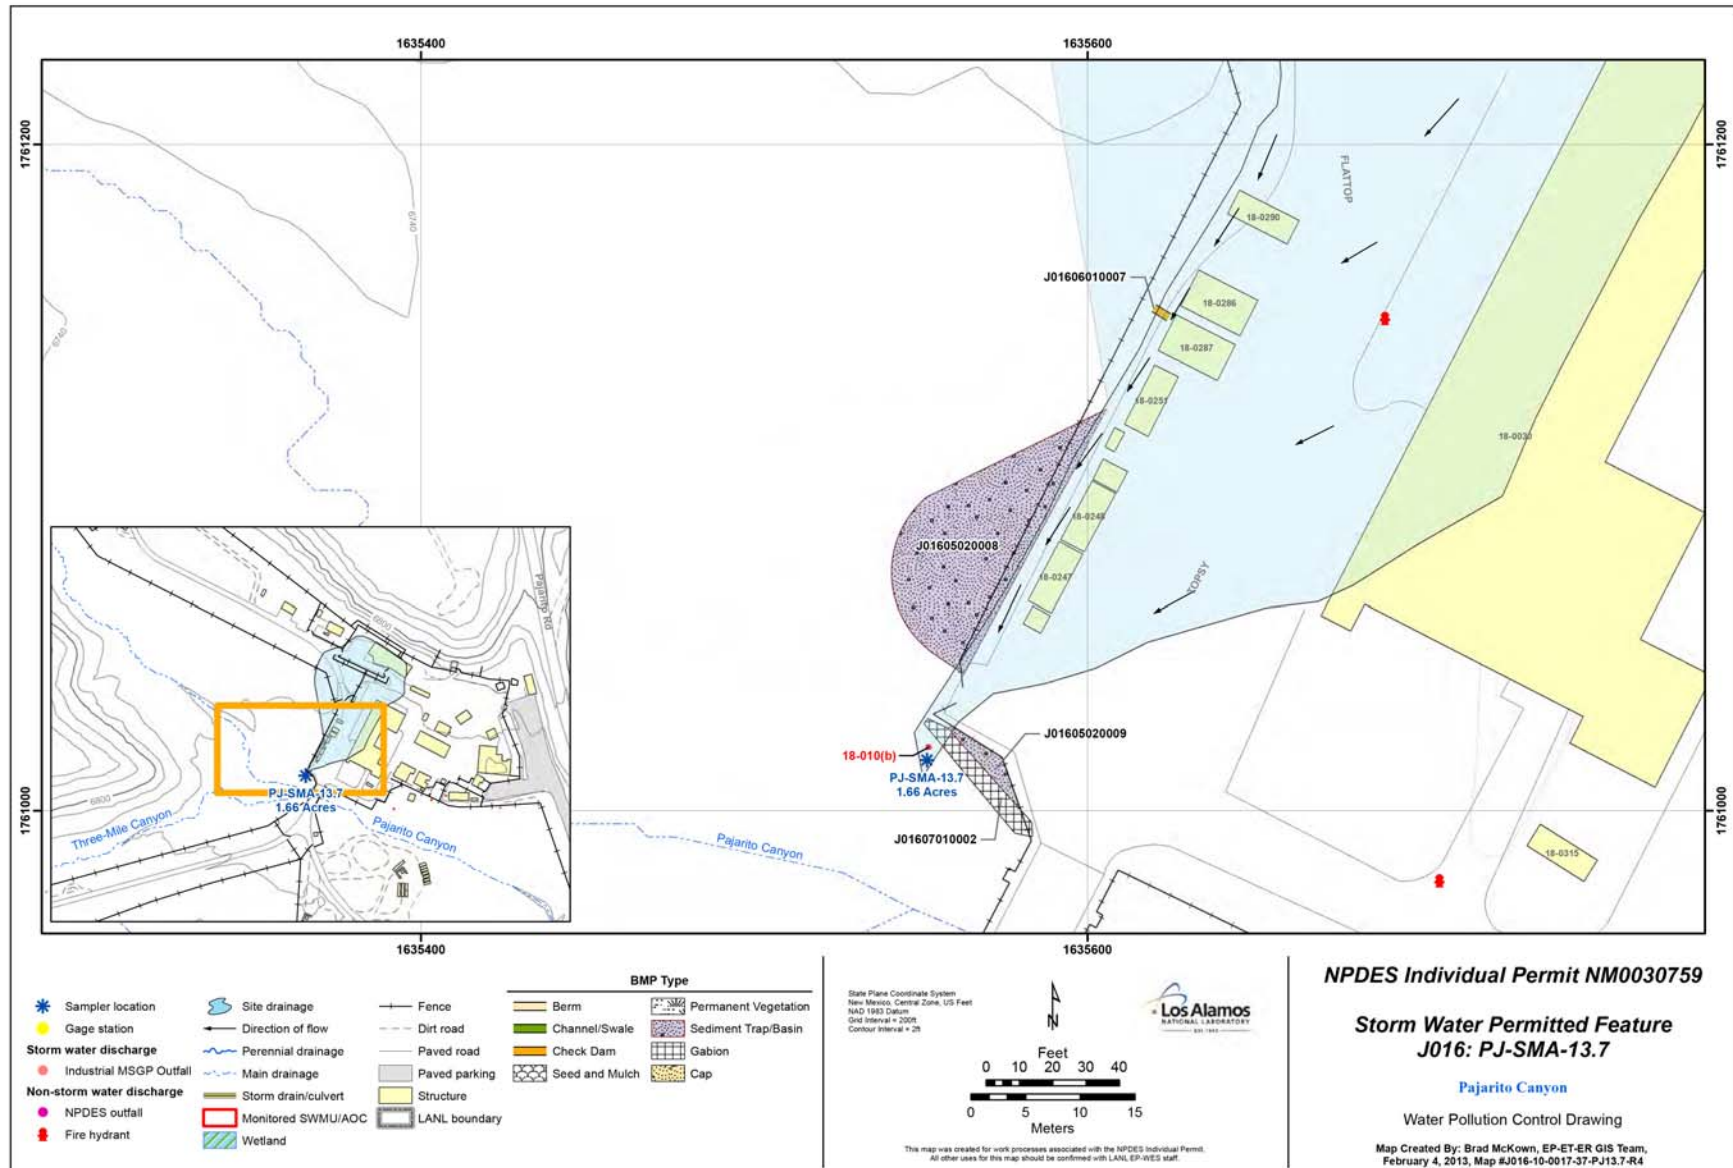 1635400
1635600
1761200
1761200
6740
6740
FLATTOP
18-0290
J01606010007
18-0286
18-0287
18-0251
18-0030
18-0248
J01605020008
18-0247
TOPSY
J01605020009
18-010(b)
PJ-SMA-13.7
1.66 Acres
J01607010002
Pajarito Canyon
18-0315
1761000
1761000
Pajarito Rd
6800
6800
PJ-SMA-13.7
1.66 Acres
Three-Mile Canyon
Pajarito Canyon
1635400
1635600
Sampler location
Gage station
Storm water discharge
Industrial MSGP Outfall
Non-storm water discharge
NPDES outfall
Fire hydrant
Site drainage
Direction of flow
Perennial drainage
Main drainage
Storm drain/culvert
Monitored SWMU/AOC
Wetland
Fence
Dirt road
Paved road
Paved parking
Structure
LANL boundary
BMP Type
Berm
Channel/Swale
Check Dam
Seed and Mulch
Permanent Vegetation
Sediment Trap/Basin
Gabion
Cap
State Plane Coordinate System
New Mexico, Central Zone, US Feet
NAD 1983 Datum
Grid Interval = 200ft
Contour Interval = 2ft
N
Los Alamos
NATIONAL LABORATORY
EST. 1943
Feet
0 10 20 30 40
0 5 10 15
Meters
This map was created for work processes associated with the NPDES Individual Permit.
All other uses for this map should be confirmed with LANL EP-WES staff.
NPDES Individual Permit NM0030759
Storm Water Permitted Feature
J016: PJ-SMA-13.7
Pajarito Canyon
Water Pollution Control Drawing
Map Created By: Brad McKown, EP-ET-ER GIS Team,
February 4, 2013, Map #J016-10-0017-37-PJ13.7-R4